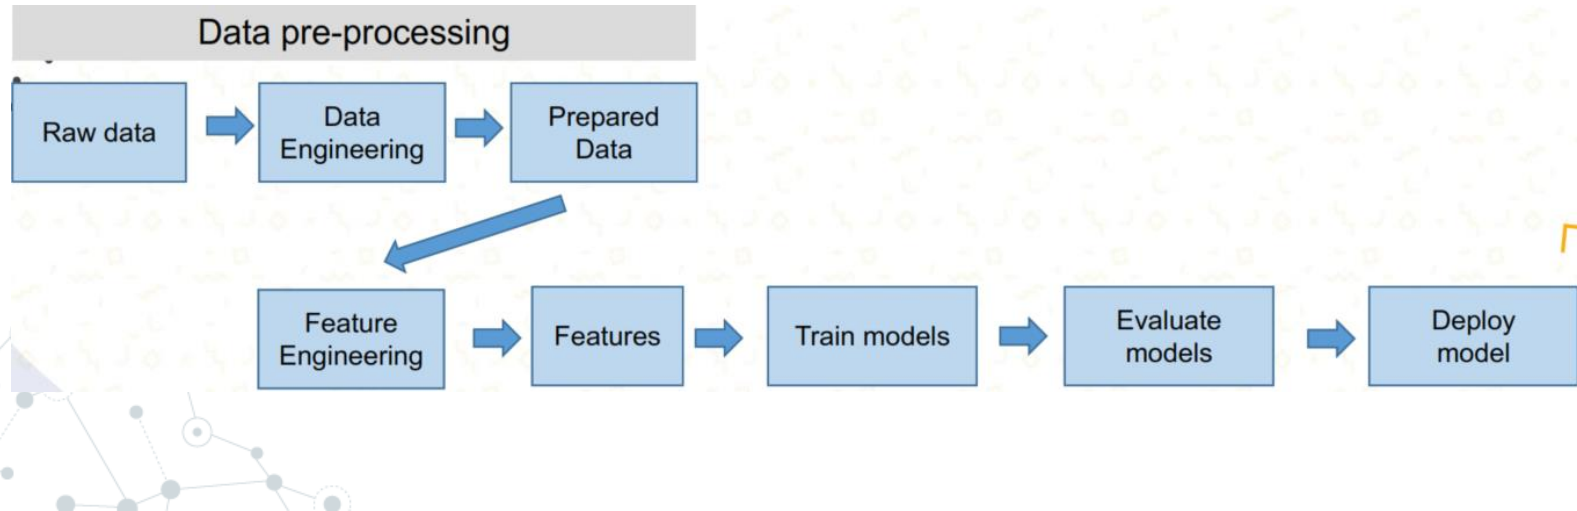 Data pre-processing
Raw data
Data
Engineering
Prepared
Data
Feature
Engineering
Features
Train models
Evaluate
models
Deploy
model